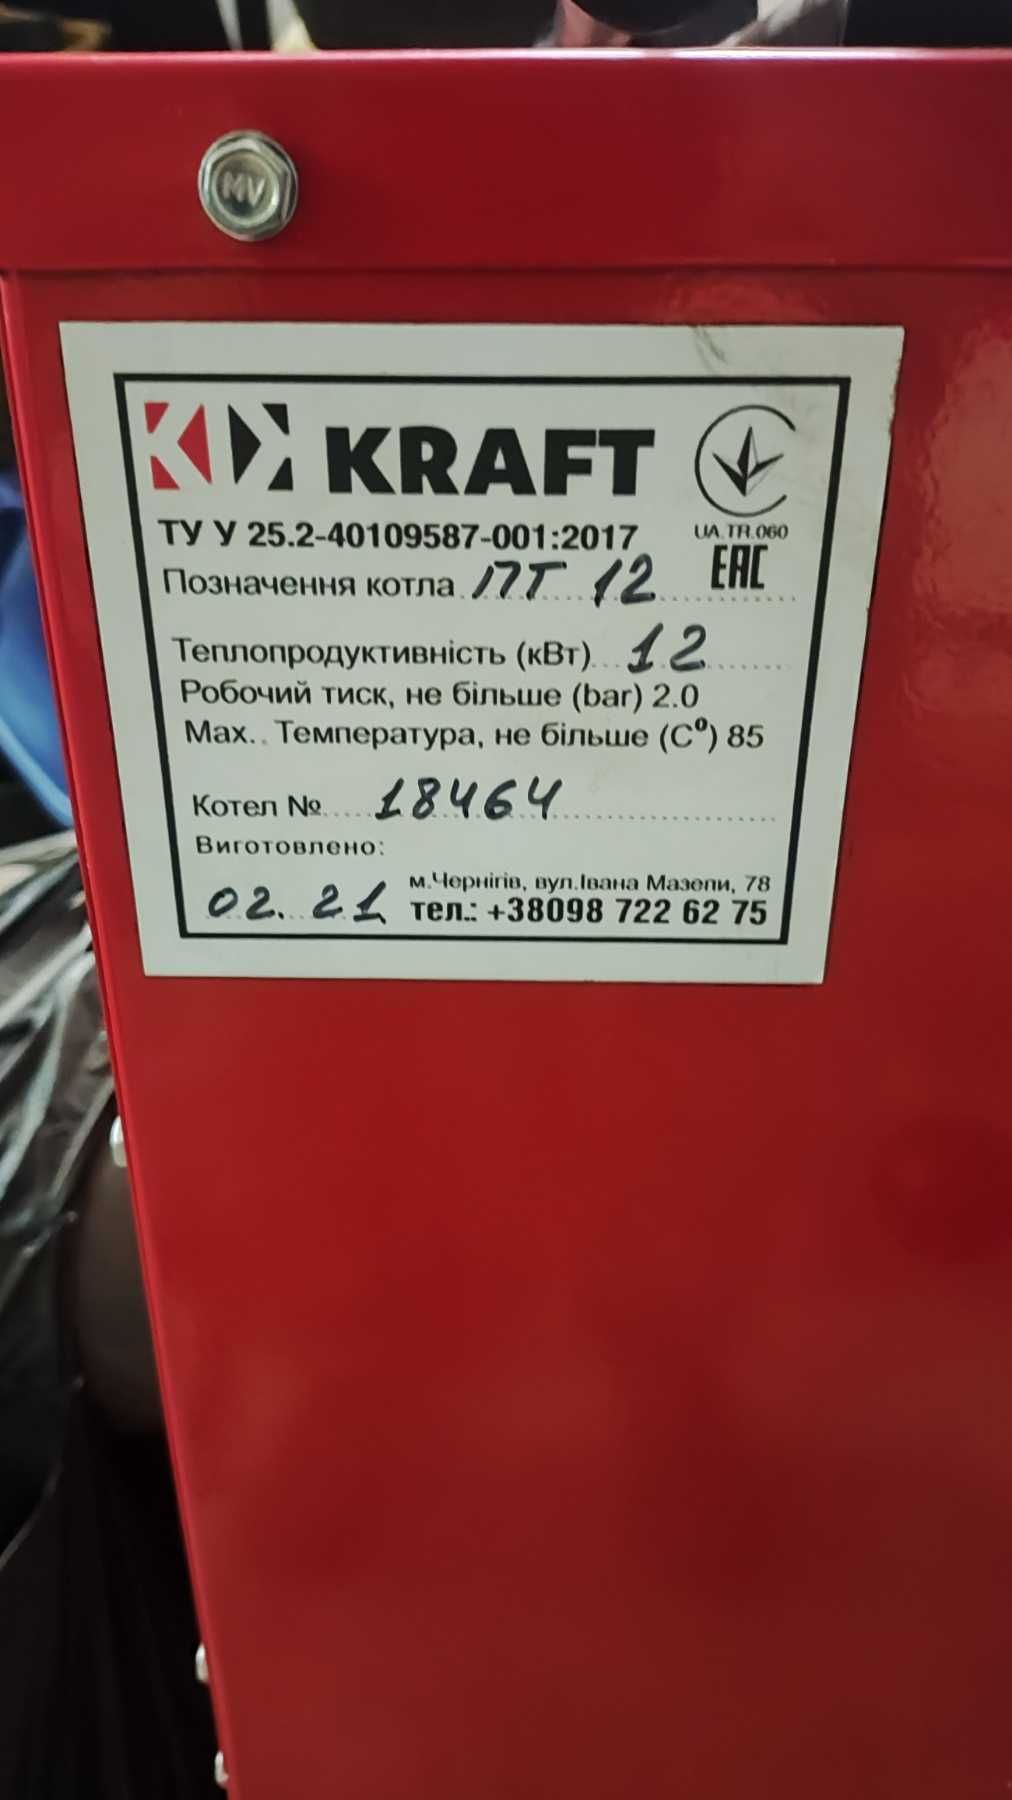 MV
KRAFT
ТУ У 25.2-40109587-001:2017
UA.TR.060
EAC
Позначення котла ПТ 12
Теплопродуктивність (кВт) 12
Робочий тиск, не більше (bar) 2.0
Мах.. Температура, не більше (С⁰) 85
Котел № 18464
Виготовлено:
02.21 м.Чернігів, вул.Івана Мазепи, 78
тел.: +38098 722 62 75